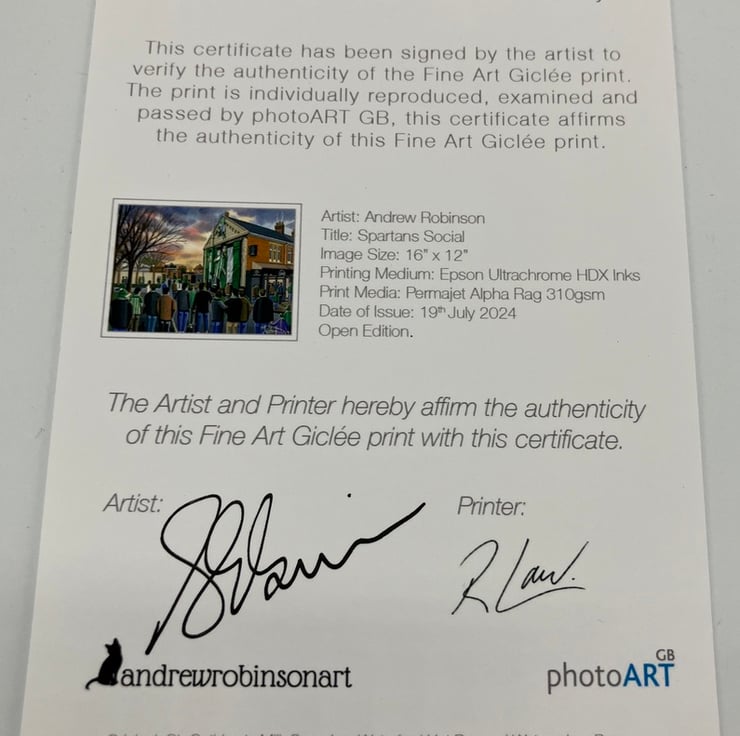 This certificate has been signed by the artist to
verify the authenticity of the Fine Art Giclée print.
The print is individually reproduced, examined and
passed by photoART GB, this certificate affirms
the authenticity of this Fine Art Giclée print.
Artist: Andrew Robinson
Title: Spartans Social
Image Size: 16" x 12"
Printing Medium: Epson Ultrachrome HDX Inks
Print Media: Permajet Alpha Rag 310gsm
Date of Issue: 19th July 2024
Open Edition.
The Artist and Printer hereby affirm the authenticity
of this Fine Art Giclée print with this certificate.
Artist:
Printer:
R Law.
andrewrobinsonart
photoART GB